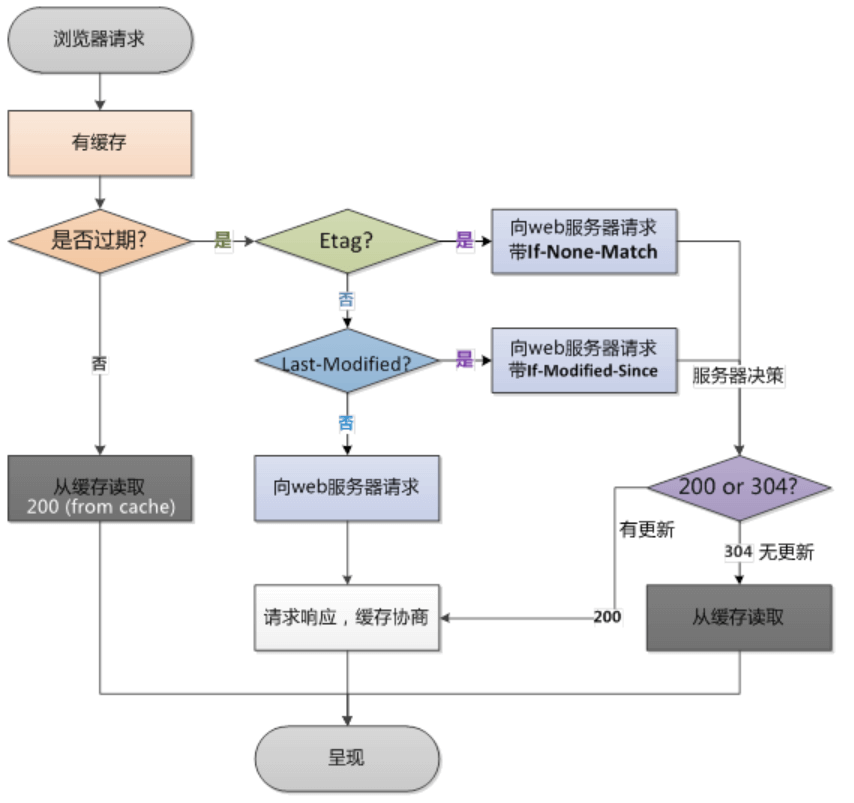 浏览器请求
有缓存
是否过期?
是
Etag?
是
向web服务器请求
带If-None-Match
否
否
Last-Modified?
是
向web服务器请求
带If-Modified-Since
服务器决策
否
从缓存读取
200 (from cache)
向web服务器请求
200 or 304?
有更新
304 无更新
请求响应，缓存协商
200
从缓存读取
呈现